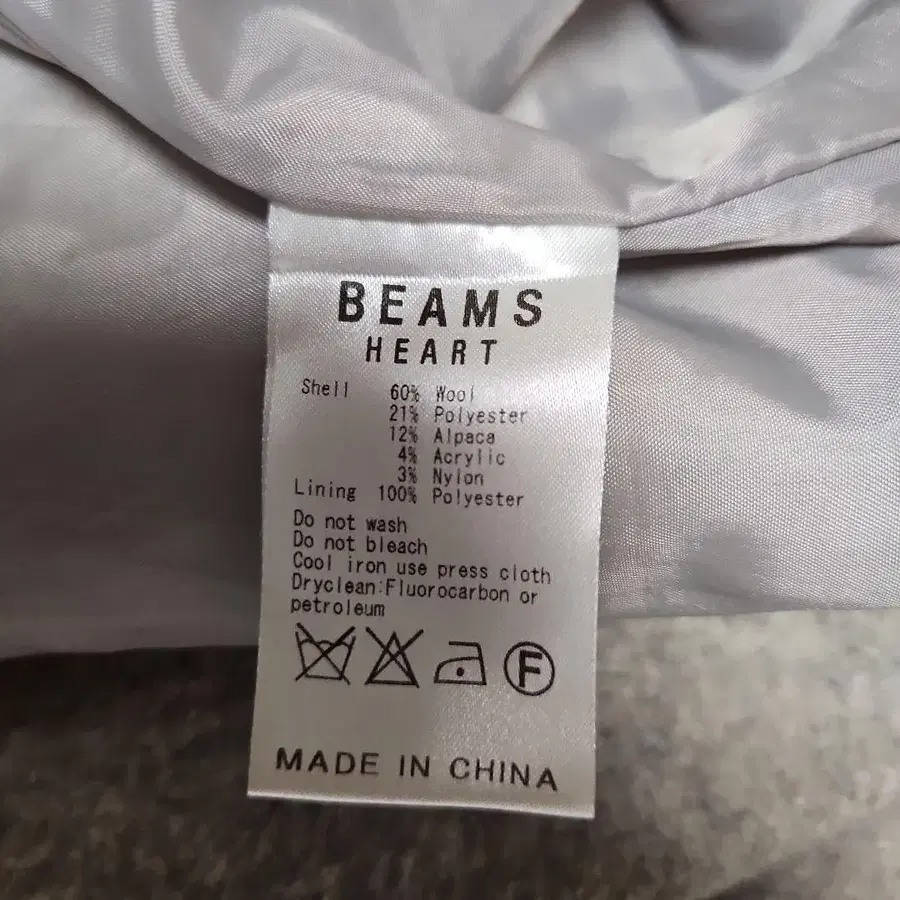 BEAMS
HEART
Shell 60% Wool
21% Polyester
12% Alpaca
4% Acrylic
3% Nylon
Lining 100% Polyester
Do not wash
Do not bleach
Cool iron use press cloth
Dryclean:Fluorocarbon or
petroleum
F
MADE IN CHINA